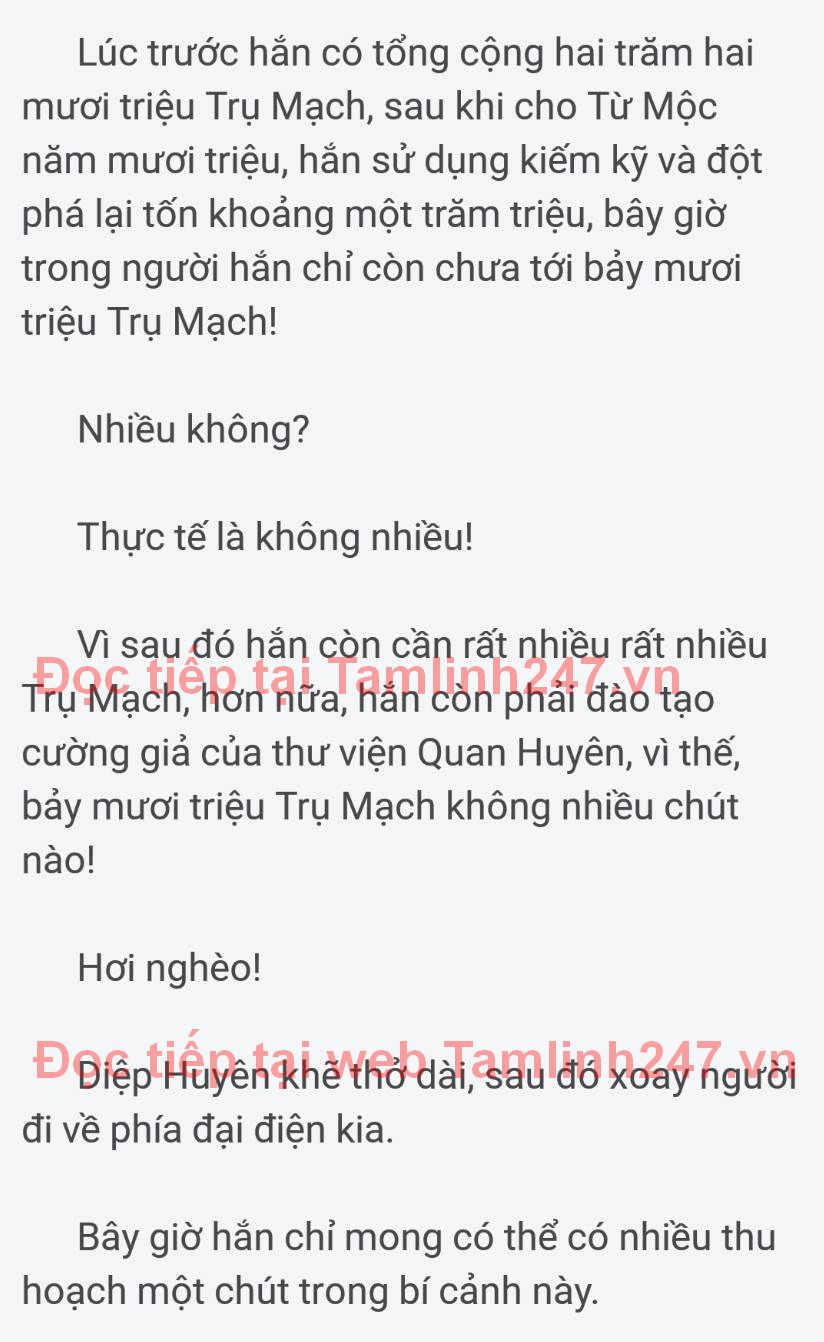 Lúc trước hắn có tổng cộng hai trăm hai
mươi triệu Trụ Mạch, sau khi cho Từ Mộc
năm mươi triệu, hắn sử dụng kiếm kỹ và đột
phá lại tốn khoảng một trăm triệu, bây giờ
trong người hắn chỉ còn chưa tới bảy mươi
triệu Trụ Mạch!
Nhiều không?
Thực tế là không nhiều!
Vì sau đó hắn còn cần rất nhiều rất nhiều
Đọc tiếp tại Tamlinh247.vn
Trụ Mạch, hơn nữa, hắn còn phải đào tạo
cường giả của thư viện Quan Huyên, vì thế,
bảy mươi triệu Trụ Mạch không nhiều chút
nào!
Hơi nghèo!
Đọc tiếp tại web Tamlinh247.vn
Diệp Huyên khẽ thở dài, sau đó xoay người
đi về phía đại điện kia.
Bây giờ hắn chỉ mong có thể có nhiều thu
hoạch một chút trong bí cảnh này.